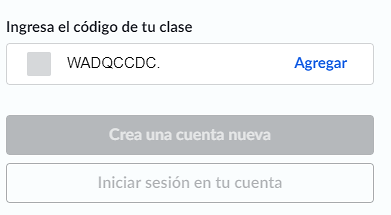 Ingresa el código de tu clase
WADQCCDC. Agregar
Crea una cuenta nueva
Iniciar sesión en tu cuenta